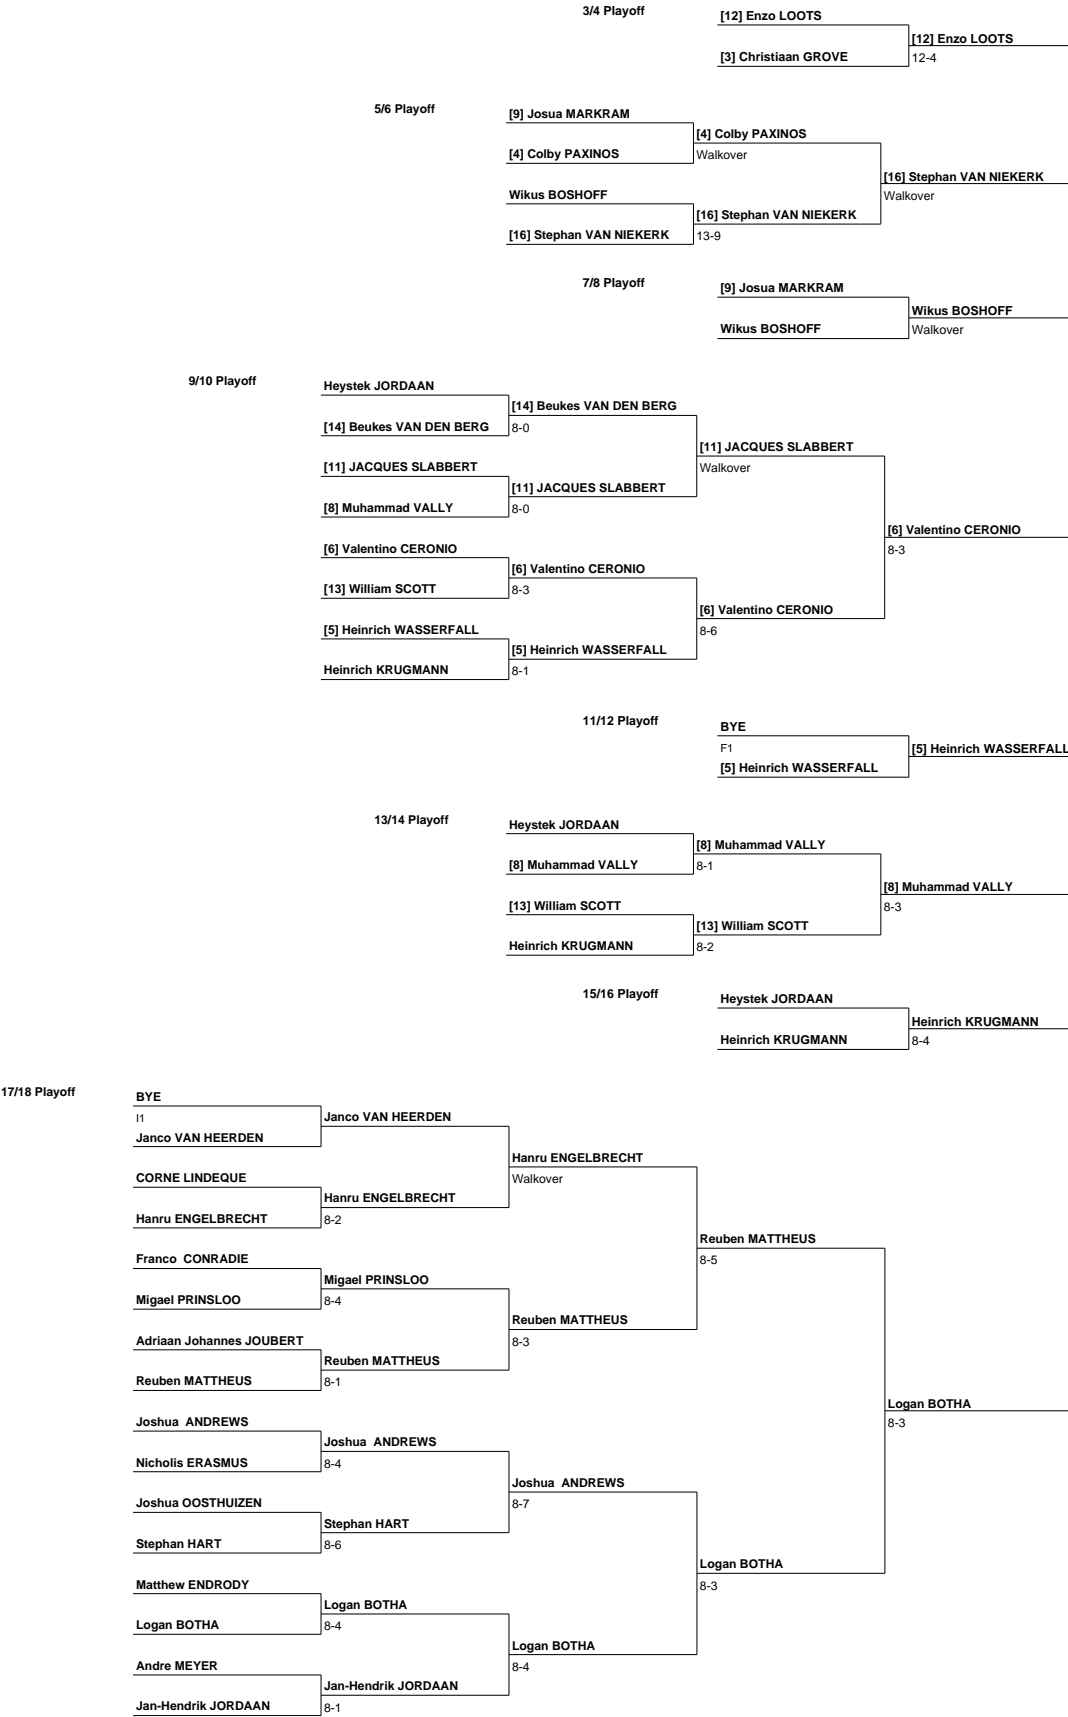 3/4 Playoff
[12] Enzo LOOTS
[12] Enzo LOOTS
[3] Christiaan GROVE
12-4
5/6 Playoff
[9] Josua MARKRAM
[4] Colby PAXINOS
[4] Colby PAXINOS
Walkover
[16] Stephan VAN NIEKERK
Wikus BOSHOFF
Walkover
[16] Stephan VAN NIEKERK
[16] Stephan VAN NIEKERK
13-9
7/8 Playoff
[9] Josua MARKRAM
Wikus BOSHOFF
Wikus BOSHOFF
Walkover
9/10 Playoff
Heystek JORDAAN
[14] Beukes VAN DEN BERG
[14] Beukes VAN DEN BERG
8-0
[11] JACQUES SLABBERT
[11] JACQUES SLABBERT
Walkover
[11] JACQUES SLABBERT
[8] Muhammad VALLY
8-0
[6] Valentino CERONIO
[6] Valentino CERONIO
8-3
[6] Valentino CERONIO
[13] William SCOTT
8-3
[6] Valentino CERONIO
[5] Heinrich WASSERFALL
8-6
[5] Heinrich WASSERFALL
Heinrich KRUGMANN
8-1
11/12 Playoff
BYE
F1
[5] Heinrich WASSERFALL
[5] Heinrich WASSERFALL
13/14 Playoff
Heystek JORDAAN
[8] Muhammad VALLY
[8] Muhammad VALLY
8-1
[8] Muhammad VALLY
[13] William SCOTT
8-3
[13] William SCOTT
Heinrich KRUGMANN
8-2
15/16 Playoff
Heystek JORDAAN
Heinrich KRUGMANN
Heinrich KRUGMANN
8-4
17/18 Playoff
BYE
I1
Janco VAN HEERDEN
Janco VAN HEERDEN
Hanru ENGELBRECHT
CORNE LINDEQUE
Walkover
Hanru ENGELBRECHT
Hanru ENGELBRECHT
8-2
Reuben MATTHEUS
Franco  CONRADIE
8-5
Migael PRINSLOO
Migael PRINSLOO
8-4
Reuben MATTHEUS
Adriaan Johannes JOUBERT
8-3
Reuben MATTHEUS
Reuben MATTHEUS
8-1
Logan BOTHA
Joshua  ANDREWS
8-3
Joshua  ANDREWS
Nicholis ERASMUS
8-4
Joshua  ANDREWS
Joshua OOSTHUIZEN
8-7
Stephan HART
Stephan HART
8-6
Logan BOTHA
Matthew ENDRODY
8-3
Logan BOTHA
Logan BOTHA
8-4
Logan BOTHA
Andre MEYER
8-4
Jan-Hendrik JORDAAN
Jan-Hendrik JORDAAN
8-1